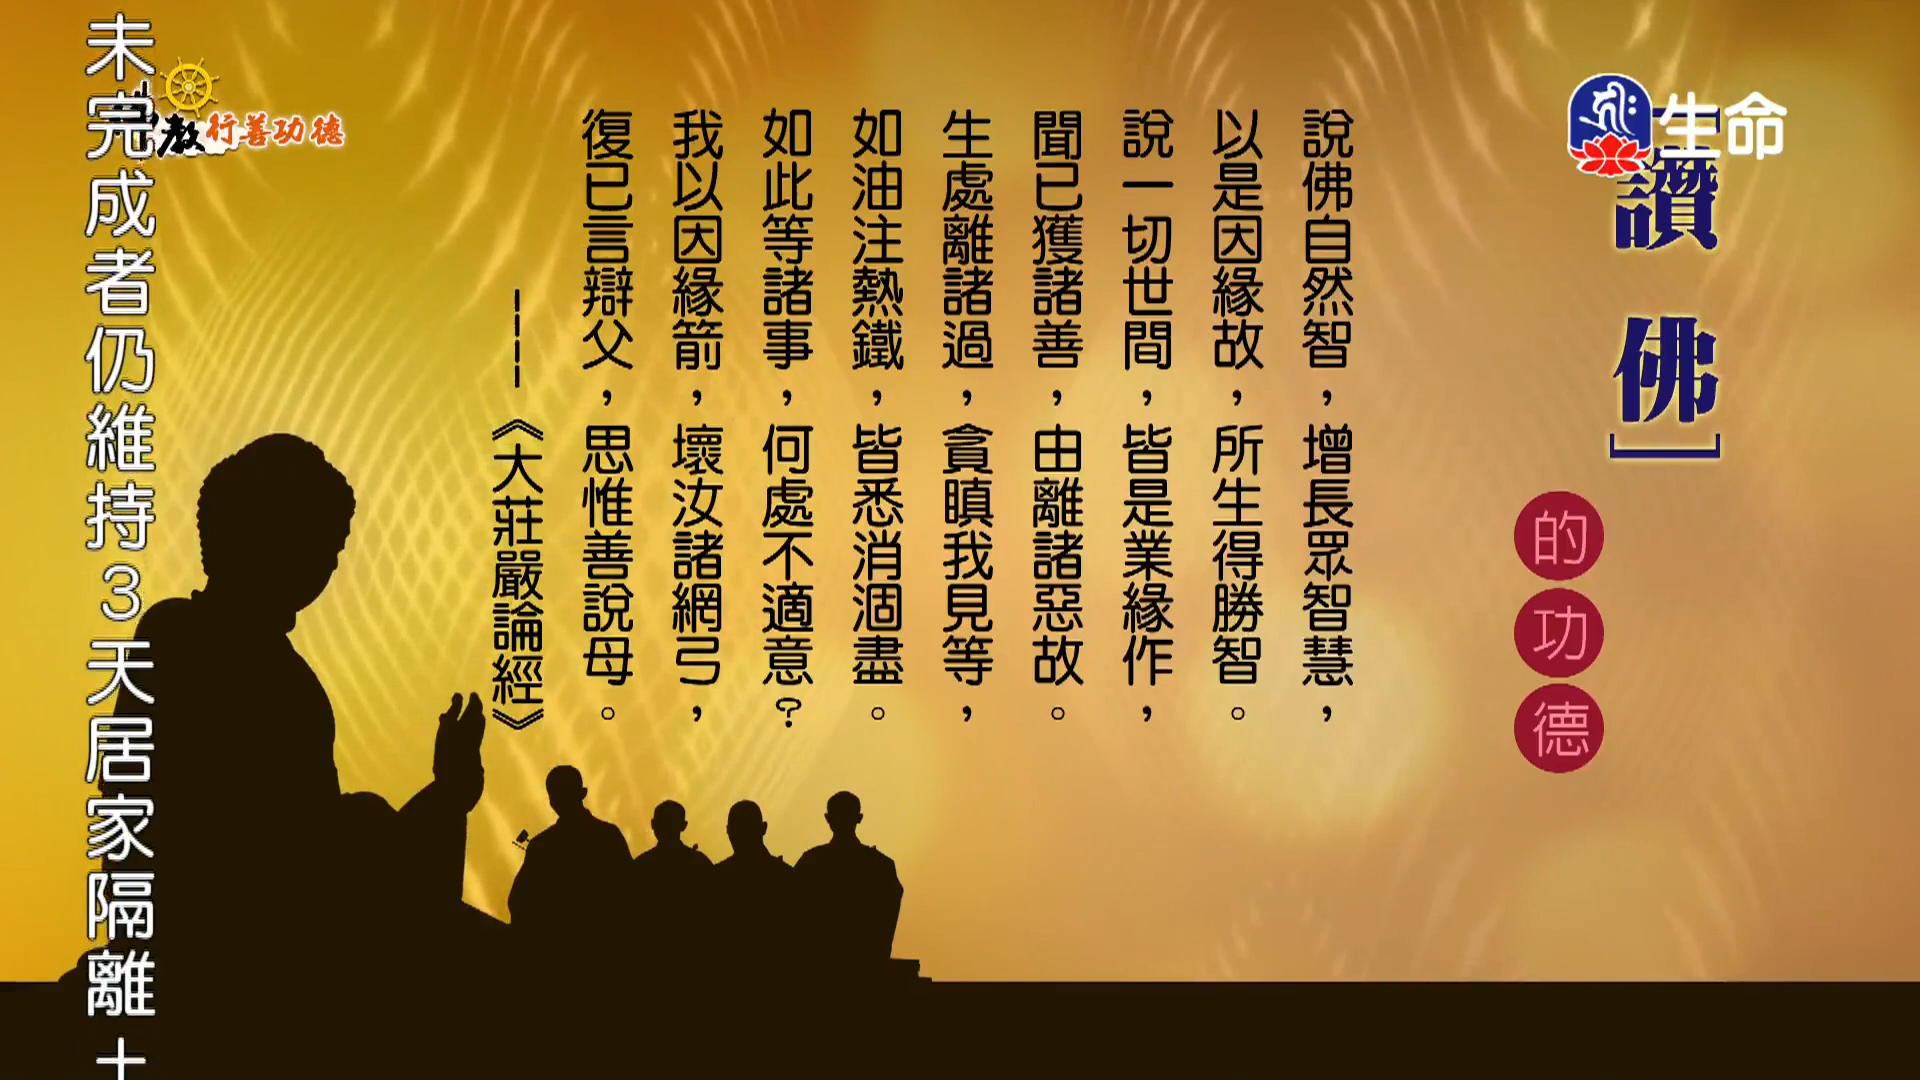 生命
讚佛］
的功德
說佛自然智，增長眾智慧，
以是因緣故，所生得勝智。
說一切世間，皆是業緣作，
聞已獲諸善，由離諸惡故。
生處離諸過，貪瞋我見等，
如油注熱鐵，皆悉消涸盡。
如此等諸事，何處不適意？
我以因緣箭，壞汝諸網弓，
復已言辯父，思惟善說母。
----《大莊嚴論經》
教行善功德
未完成者仍維持3天居家隔離